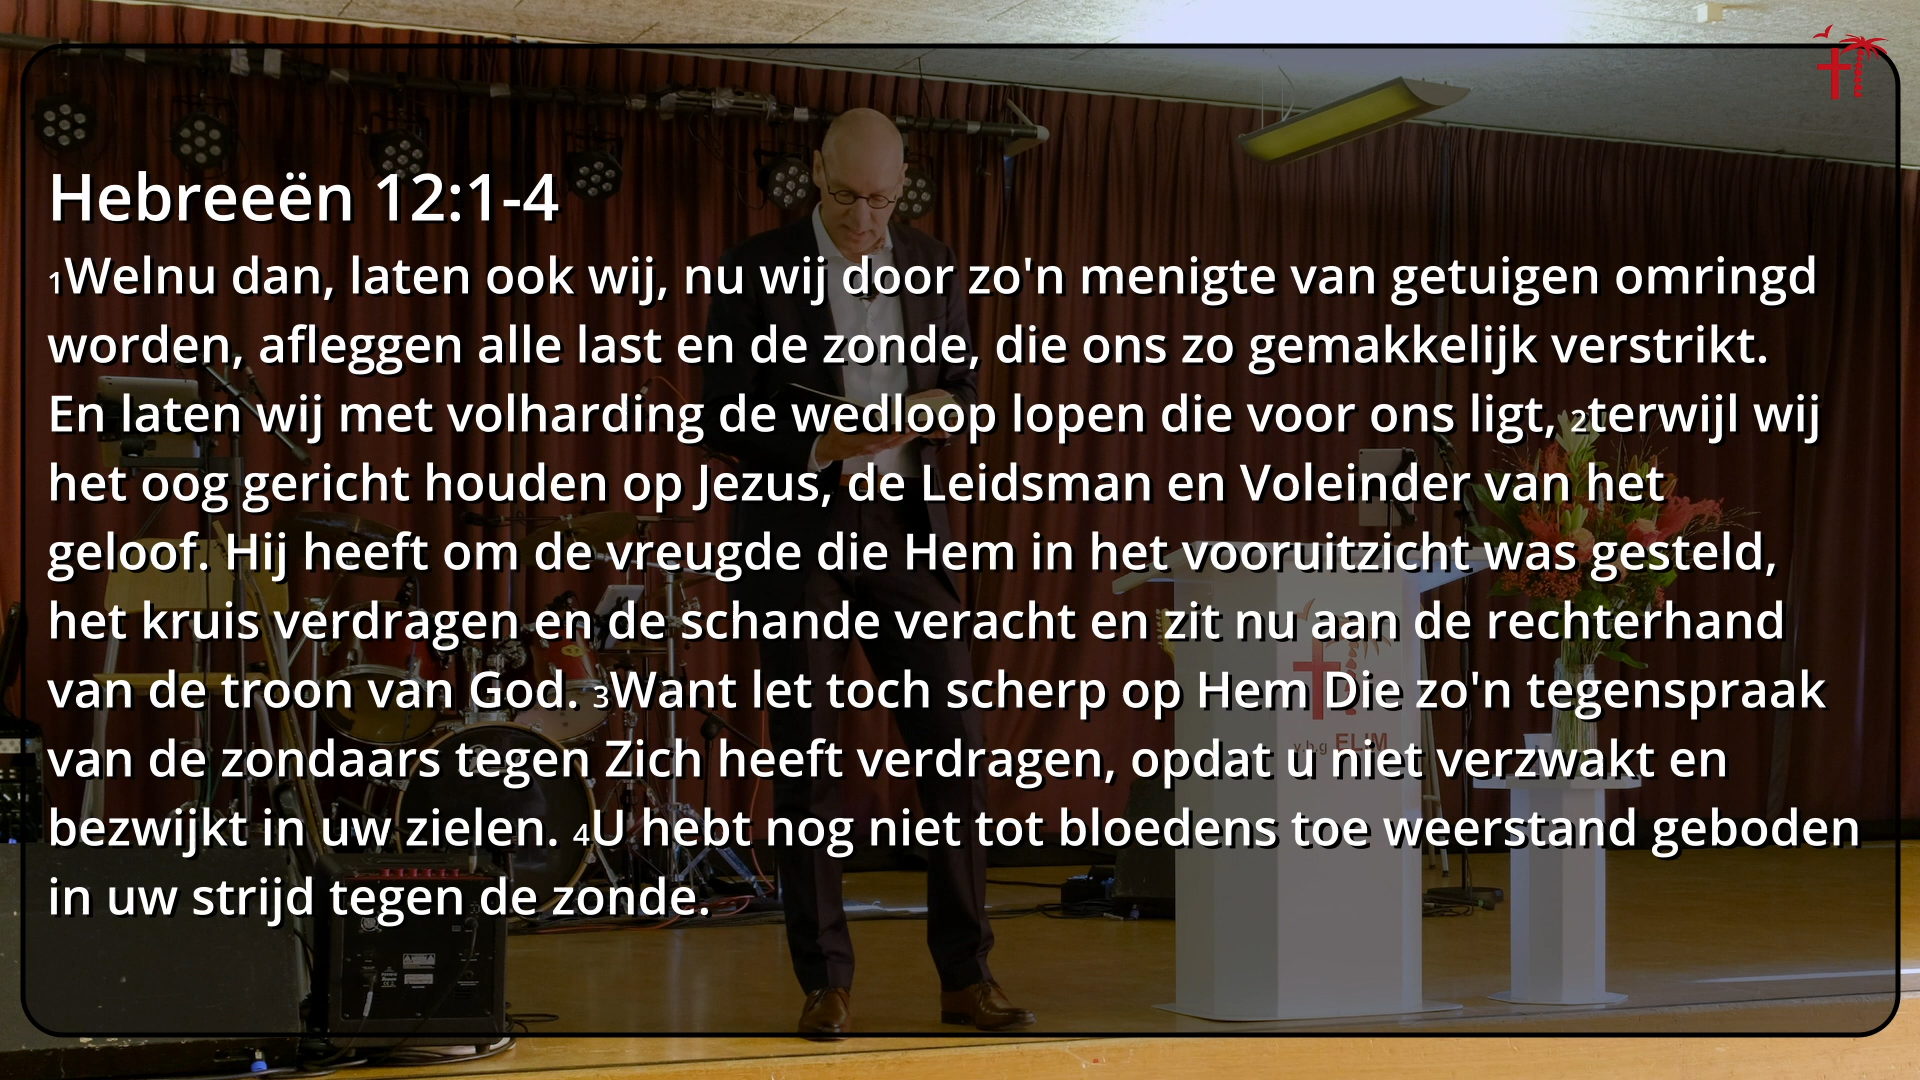 Hebreeën 12:1-4
1Welnu dan, laten ook wij, nu wij door zo'n menigte van getuigen omringd
worden, afleggen alle last en de zonde, die ons zo gemakkelijk verstrikt.
En laten wij met volharding de wedloop lopen die voor ons ligt, 2terwijl wij
het oog gericht houden op Jezus, de Leidsman en Voleinder van het
geloof. Hij heeft om de vreugde die Hem in het vooruitzicht was gesteld,
het kruis verdragen en de schande veracht en zit nu aan de rechterhand
van de troon van God. 3Want let toch scherp op Hem Die zo'n tegenspraak
van de zondaars tegen Zich heeft verdragen, opdat u niet verzwakt en
bezwijkt in uw zielen. 4U hebt nog niet tot bloedens toe weerstand geboden
in uw strijd tegen de zonde.
v.b.g ELIM